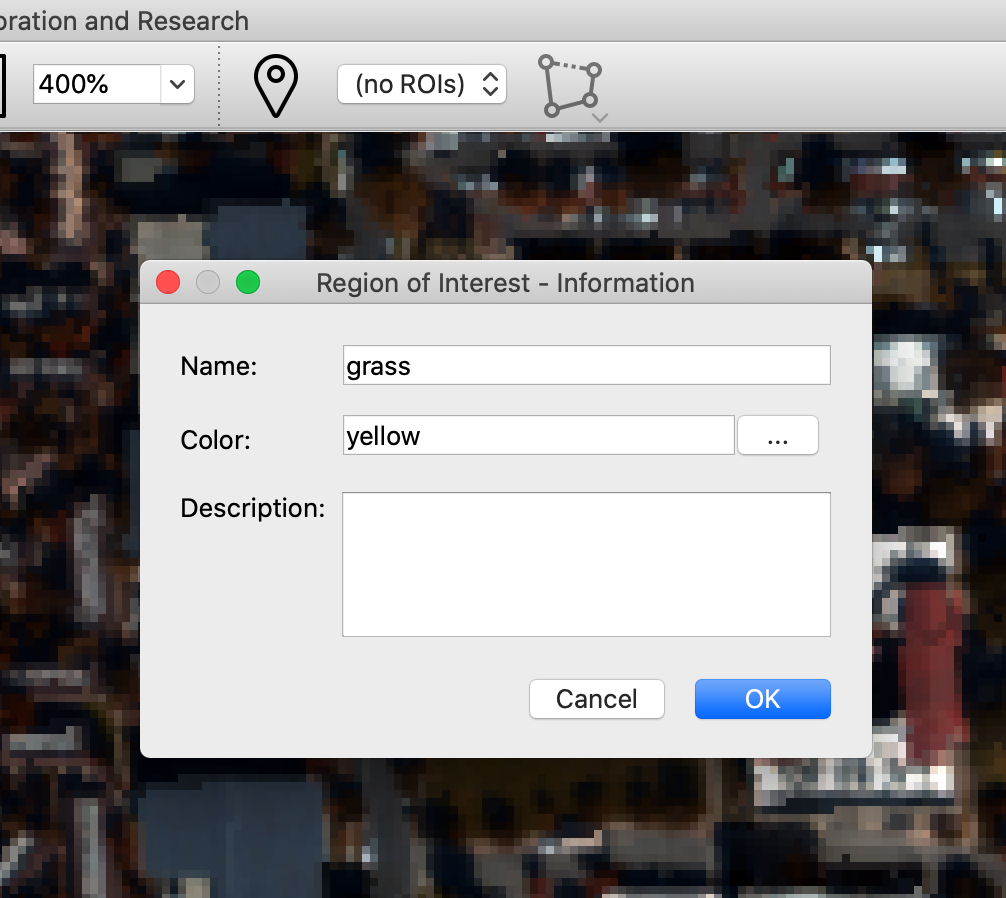 oration and Research
400%
(no ROIs)
Region of Interest - Information
Name:
grass
Color:
yellow
...
Description:
Cancel
OK